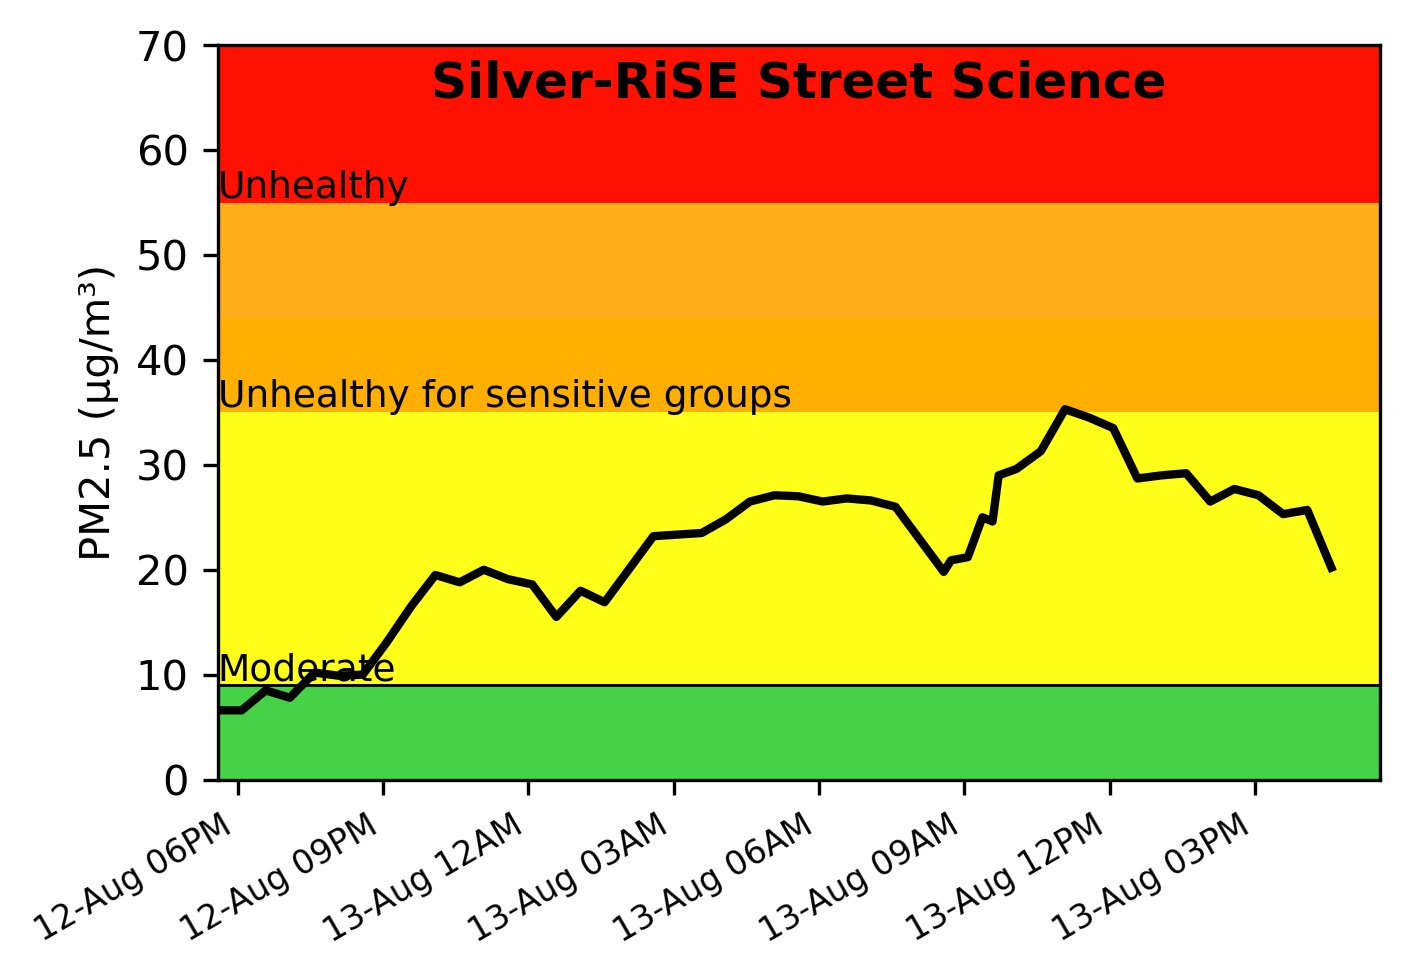 Silver-RiSE Street Science
PM2.5 (µg/m³)
70
60
Unhealthy
50
40
Unhealthy for sensitive groups
30
20
10
Moderate
0
12-Aug 06PM
12-Aug 09PM
13-Aug 12AM
13-Aug 03AM
13-Aug 06AM
13-Aug 09AM
13-Aug 12PM
13-Aug 03PM